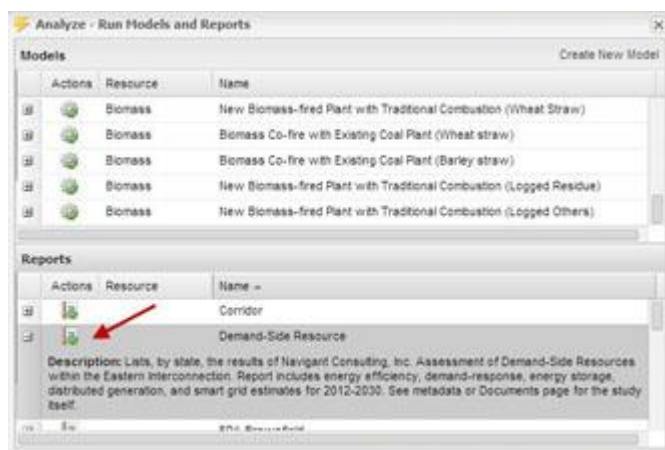 Analyze - Run Models and Reports
Models Create New Model
Actions Resource Name
Biomass New Biomass-fired Plant with Traditional Combustion (Wheat Straw)
Biomass Biomass Co-fire with Existing Coal Plant (Wheat straw)
Biomass Biomass Co-fire with Existing Coal Plant (Barley straw)
Biomass New Biomass-fired Plant with Traditional Combustion (Logged Residue)
Biomass New Biomass-fired Plant with Traditional Combustion (Logged Others)
Reports
Actions Resource Name
Corridor
Demand-Side Resource
Description: Lists, by state, the results of Navigant Consulting, Inc. Assessment of Demand-Side Resources
within the Eastern Interconnection. Report includes energy efficiency, demand-response, energy storage,
distributed generation, and smart grid estimates for 2012-2030. See metadata or Documents page for the study
itself.